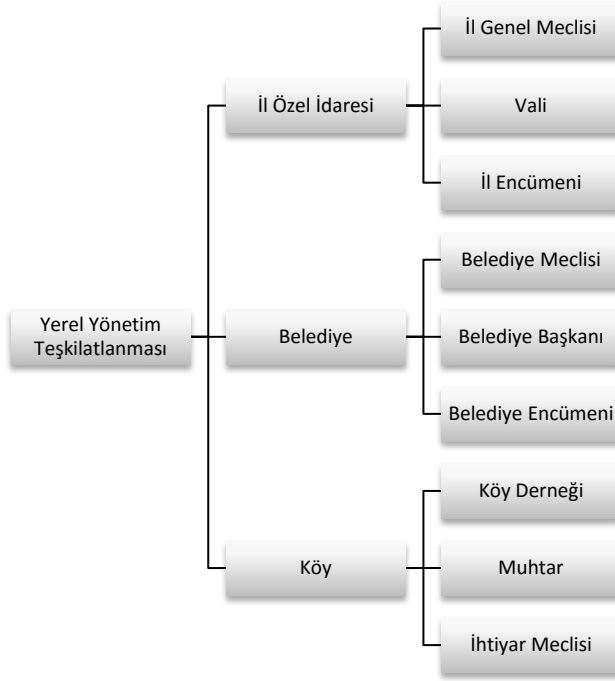 Yerel Yönetim
Teşkilatlanması
İl Özel İdaresi
İl Genel Meclisi
Vali
İl Encümeni
Belediye
Belediye Meclisi
Belediye Başkanı
Belediye Encümeni
Köy
Köy Derneği
Muhtar
İhtiyar Meclisi